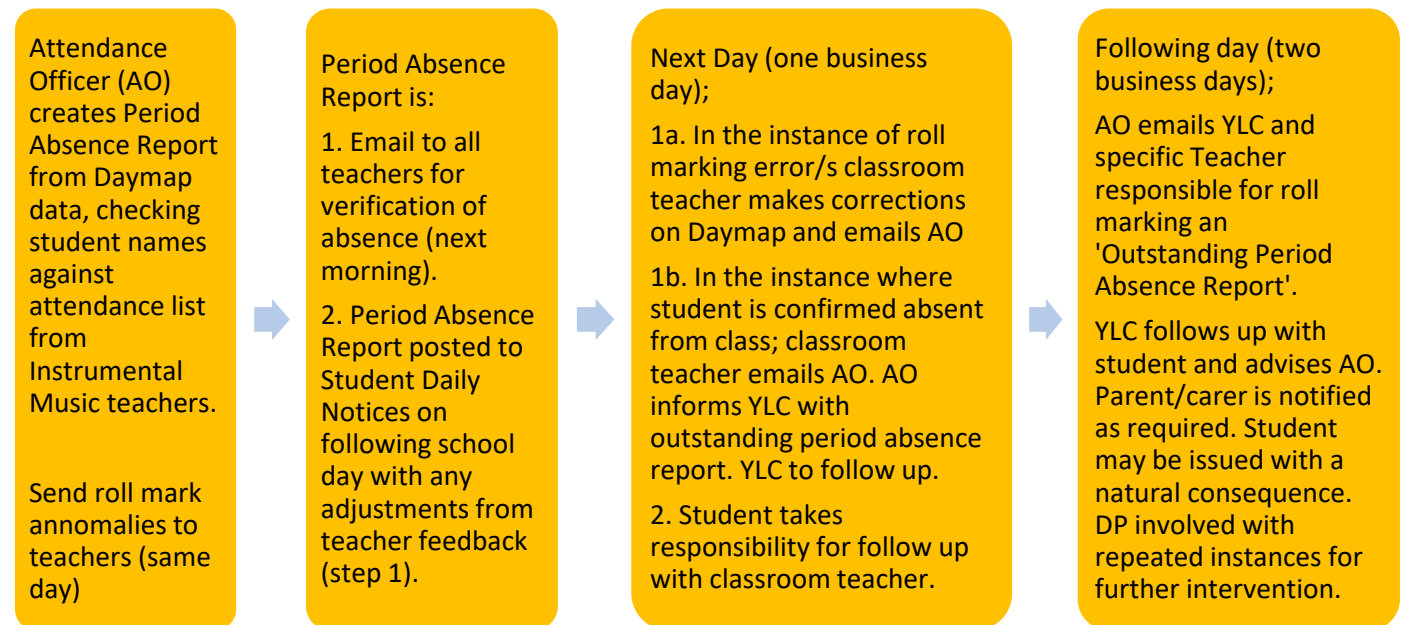 Attendance
Officer (AO)
creates Period
Absence Report
from Daymap
data, checking
student names
against
attendance list
from
Instrumental
Music teachers.
Send roll mark
annomalies to
teachers (same
day)
Period Absence
Report is:
1. Email to all
teachers for
verification of
absence (next
morning).
2. Period Absence
Report posted to
Student Daily
Notices on
following school
day with any
adjustments from
teacher feedback
(step 1).
Next Day (one business
day);
1a. In the instance of roll
marking error/s classroom
teacher makes corrections
on Daymap and emails AO
1b. In the instance where
student is confirmed absent
from class; classroom
teacher emails AO. AO
informs YLC with
outstanding period absence
report. YLC to follow up.
2. Student takes
responsibility for follow up
with classroom teacher.
Following day (two
business days);
AO emails YLC and
specific Teacher
responsible for roll
marking an
'Outstanding Period
Absence Report'.
YLC follows up with
student and advises AO.
Parent/carer is notified
as required. Student
may be issued with a
natural consequence.
DP involved with
repeated instances for
further intervention.